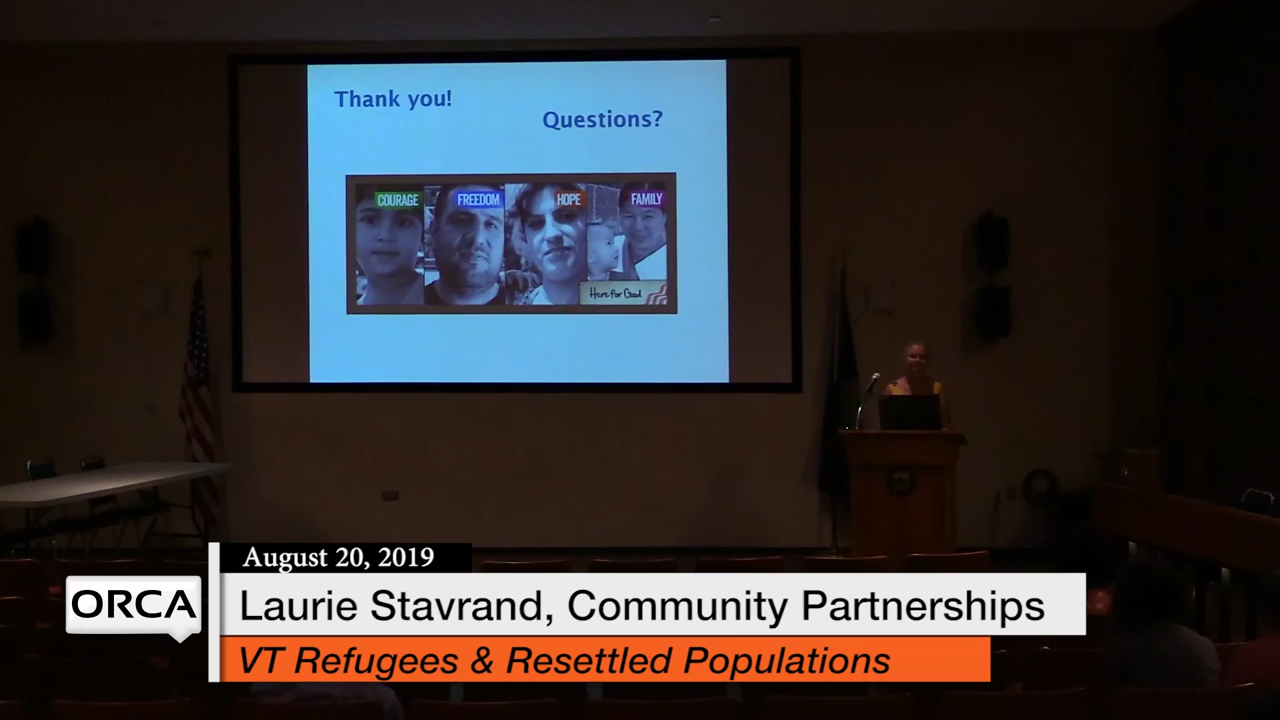 Thank you!
Questions?
COURAGE
FREEDOM
HOPE
FAMILY
Here for Good
August 20, 2019
ORCA
Laurie Stavrand, Community Partnerships
VT Refugees & Resettled Populations